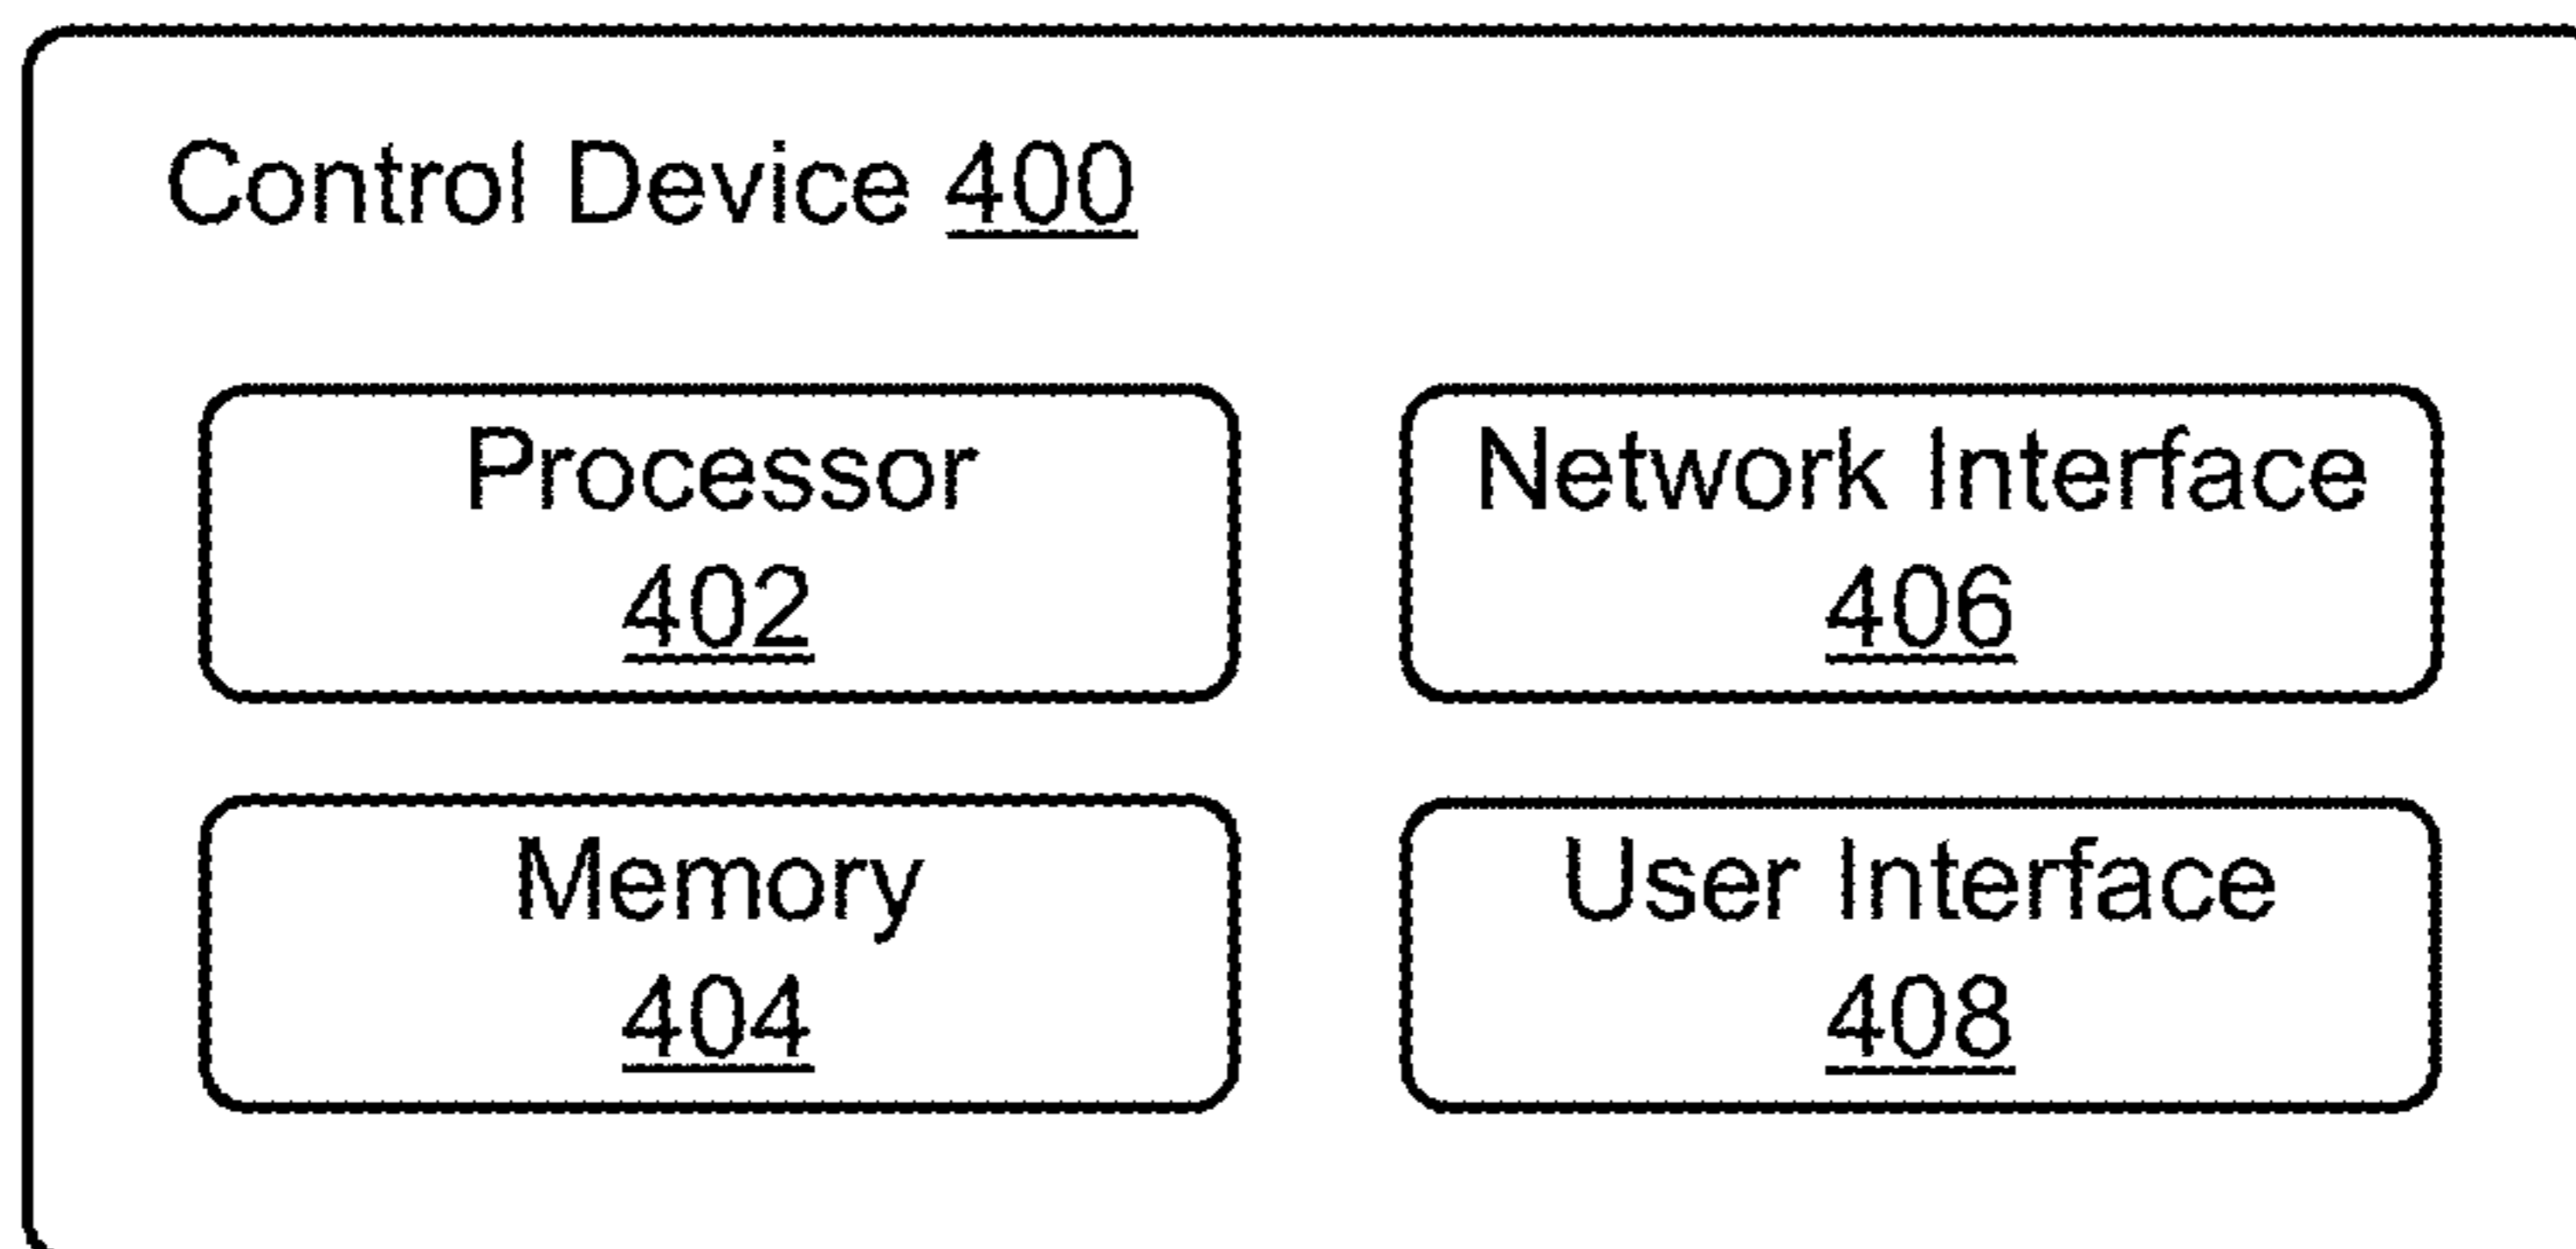 Control Device 400
Processor
402
Network Interface
406
Memory
404
User Interface
408